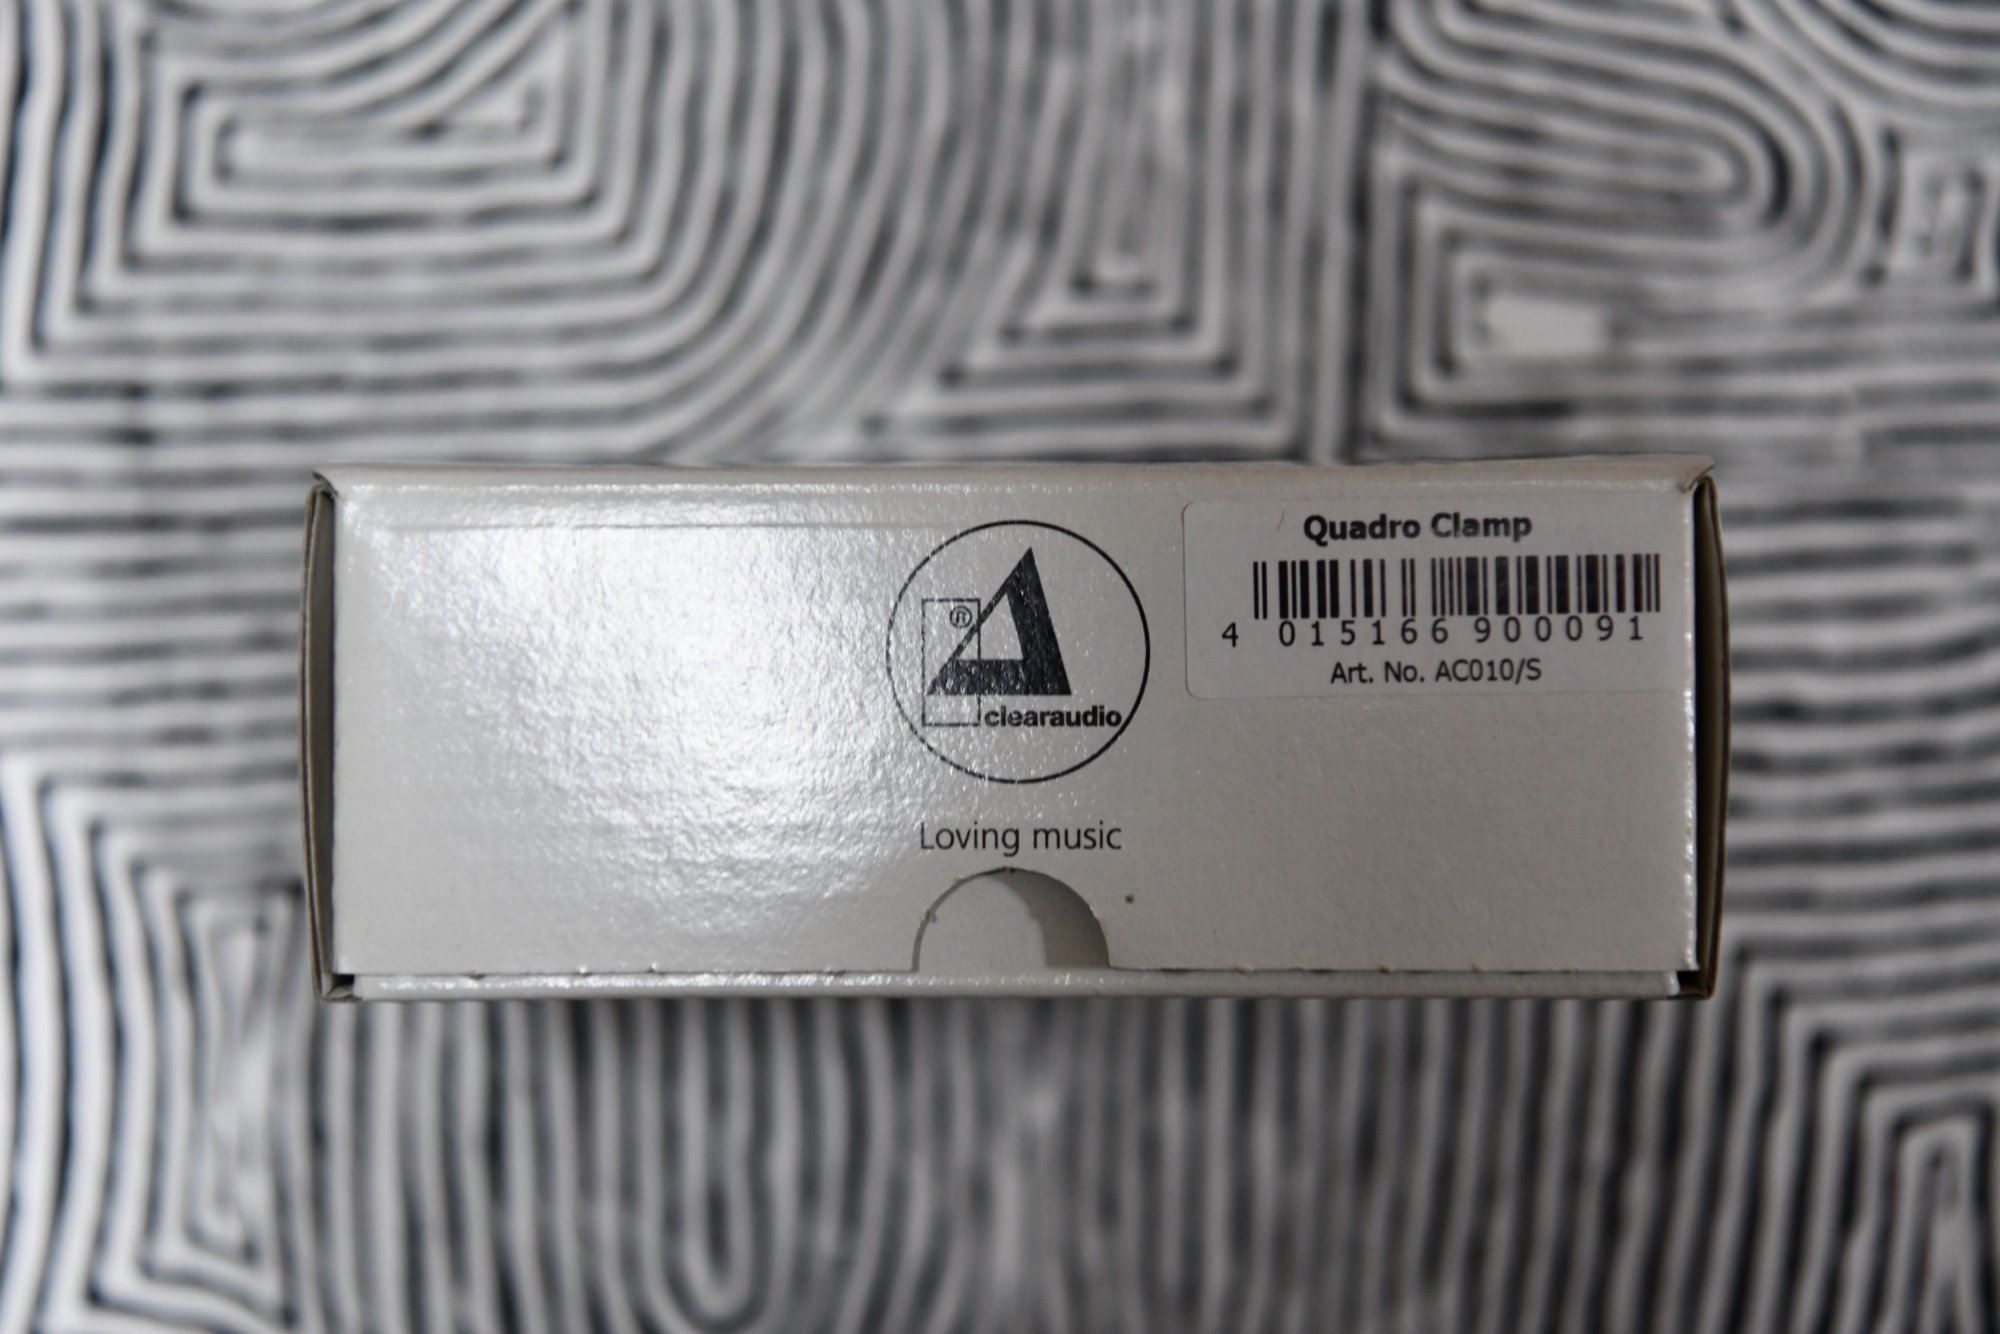 Quadro Clamp
4 015166 900091
Art. No. AC010/S
®
clearaudio
Loving music